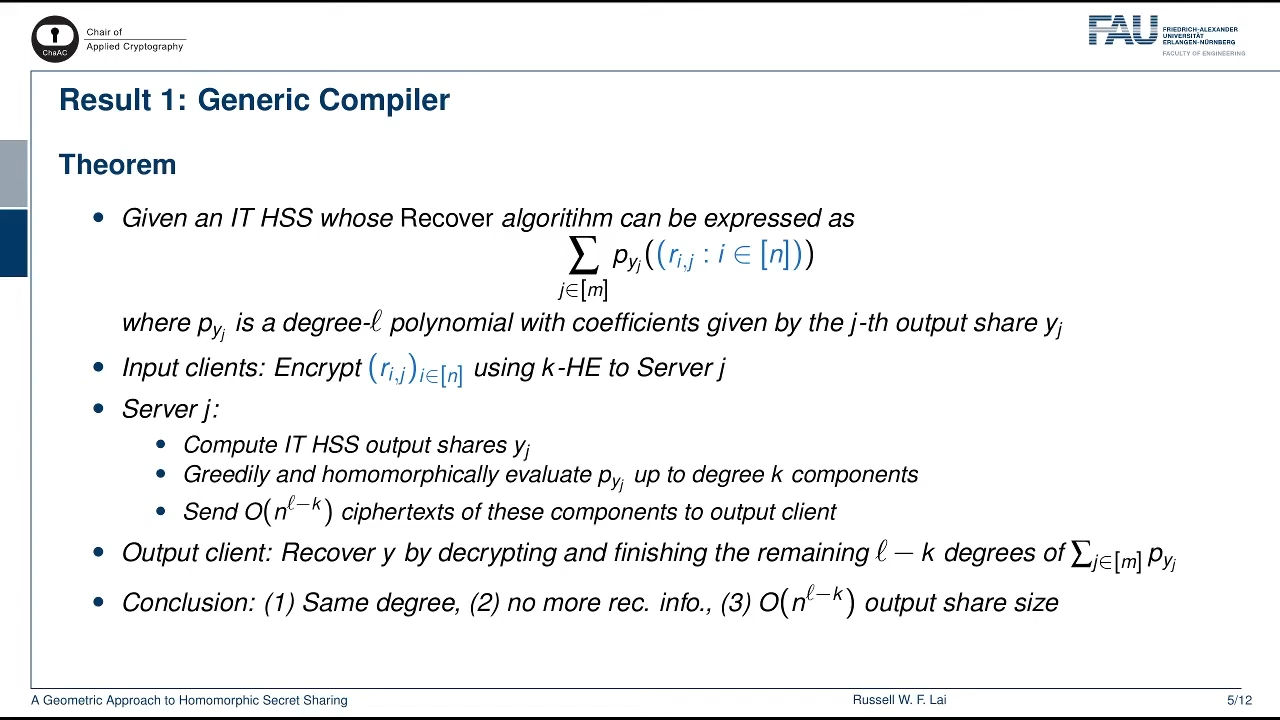 ChaAC
Chair of
Applied Cryptography
FAU
FRIEDRICH-ALEXANDER
UNIVERSITÄT
ERLANGEN-NÜRNBERG
FACULTY OF ENGINEERING
Result 1: Generic Compiler
Theorem
• Given an IT HSS whose Recover algoritihm can be expressed as
∑_{j∈[m]} p_{y_j}((r_{i,j} : i ∈ [n]))
where p_{y_j} is a degree-ℓ polynomial with coefficients given by the j-th output share y_j
• Input clients: Encrypt (r_{i,j})_{i∈[n]} using k-HE to Server j
• Server j:
• Compute IT HSS output shares y_j
• Greedily and homomorphically evaluate p_{y_j} up to degree k components
• Send O(n^{ℓ−k}) ciphertexts of these components to output client
• Output client: Recover y by decrypting and finishing the remaining ℓ − k degrees of ∑_{j∈[m]} p_{y_j}
• Conclusion: (1) Same degree, (2) no more rec. info., (3) O(n^{ℓ−k}) output share size
A Geometric Approach to Homomorphic Secret Sharing
Russell W. F. Lai
5/12